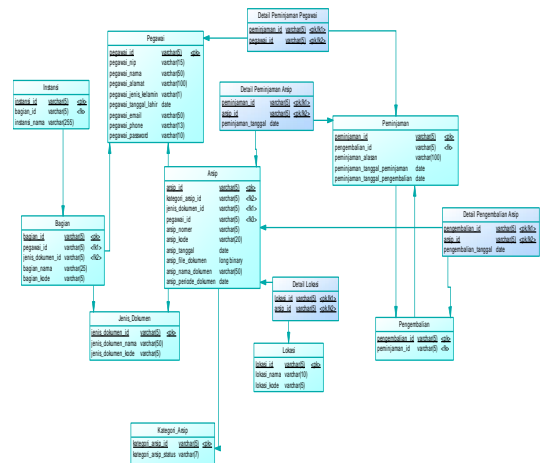 Detail Peminjaman Pegawai
peminjaman_id varchar(5) <pk/fk1>
pegawai_id varchar(5) <pk/fk2>
Pegawai
pegawai_id varchar(5) <pk>
pegawai_nip varchar(15)
pegawai_nama varchar(50)
pegawai_alamat varchar(100)
pegawai_jenis_kelamin varchar(1)
pegawai_tanggal_lahir date
pegawai_email varchar(50)
pegawai_phone varchar(13)
pegawai_password varchar(10)
Instansi
instansi_id varchar(5) <pk>
bagian_id varchar(5) <fk>
instansi_nama varchar(255)
Detail Peminjaman Arsip
peminjaman_id varchar(5) <pk/fk1>
arsip_id varchar(5) <pk/fk2>
peminjaman_tanggal date
Peminjaman
peminjaman_id varchar(5) <pk>
pengembalian_id varchar(5) <fk>
peminjaman_alasan varchar(100)
peminjaman_tanggal_peminjaman date
peminjaman_tanggal_pengembalian date
Arsip
arsip_id varchar(5) <pk>
kategori_arsip_id varchar(5) <fk2>
jenis_dokumen_id varchar(5) <fk1>
pegawai_id varchar(5) <fk3>
arsip_nomer varchar(5)
arsip_kode varchar(20)
arsip_tanggal date
arsip_file_dokumen long binary
arsip_nama_dokumen varchar(50)
arsip_periode_dokumen date
Bagian
bagian_id varchar(5) <pk>
pegawai_id varchar(5) <fk1>
jenis_dokumen_id varchar(5) <fk2>
bagian_nama varchar(25)
bagian_kode varchar(5)
Detail Pengembalian Arsip
pengembalian_id varchar(5) <pk/fk1>
arsip_id varchar(5) <pk/fk2>
pengembalian_tanggal date
Detail Lokasi
lokasi_id varchar(5) <pk/fk1>
arsip_id varchar(5) <pk/fk2>
Jenis_Dokumen
jenis_dokumen_id varchar(5) <pk>
jenis_dokumen_nama varchar(50)
jenis_dokumen_kode varchar(5)
Pengembalian
pengembalian_id varchar(5) <pk>
peminjaman_id varchar(5) <fk>
Lokasi
lokasi_id varchar(5) <pk>
lokasi_nama varchar(10)
lokasi_kode varchar(5)
Kategori_Arsip
kategori_arsip_id varchar(5) <pk>
kategori_arsip_status varchar(7)